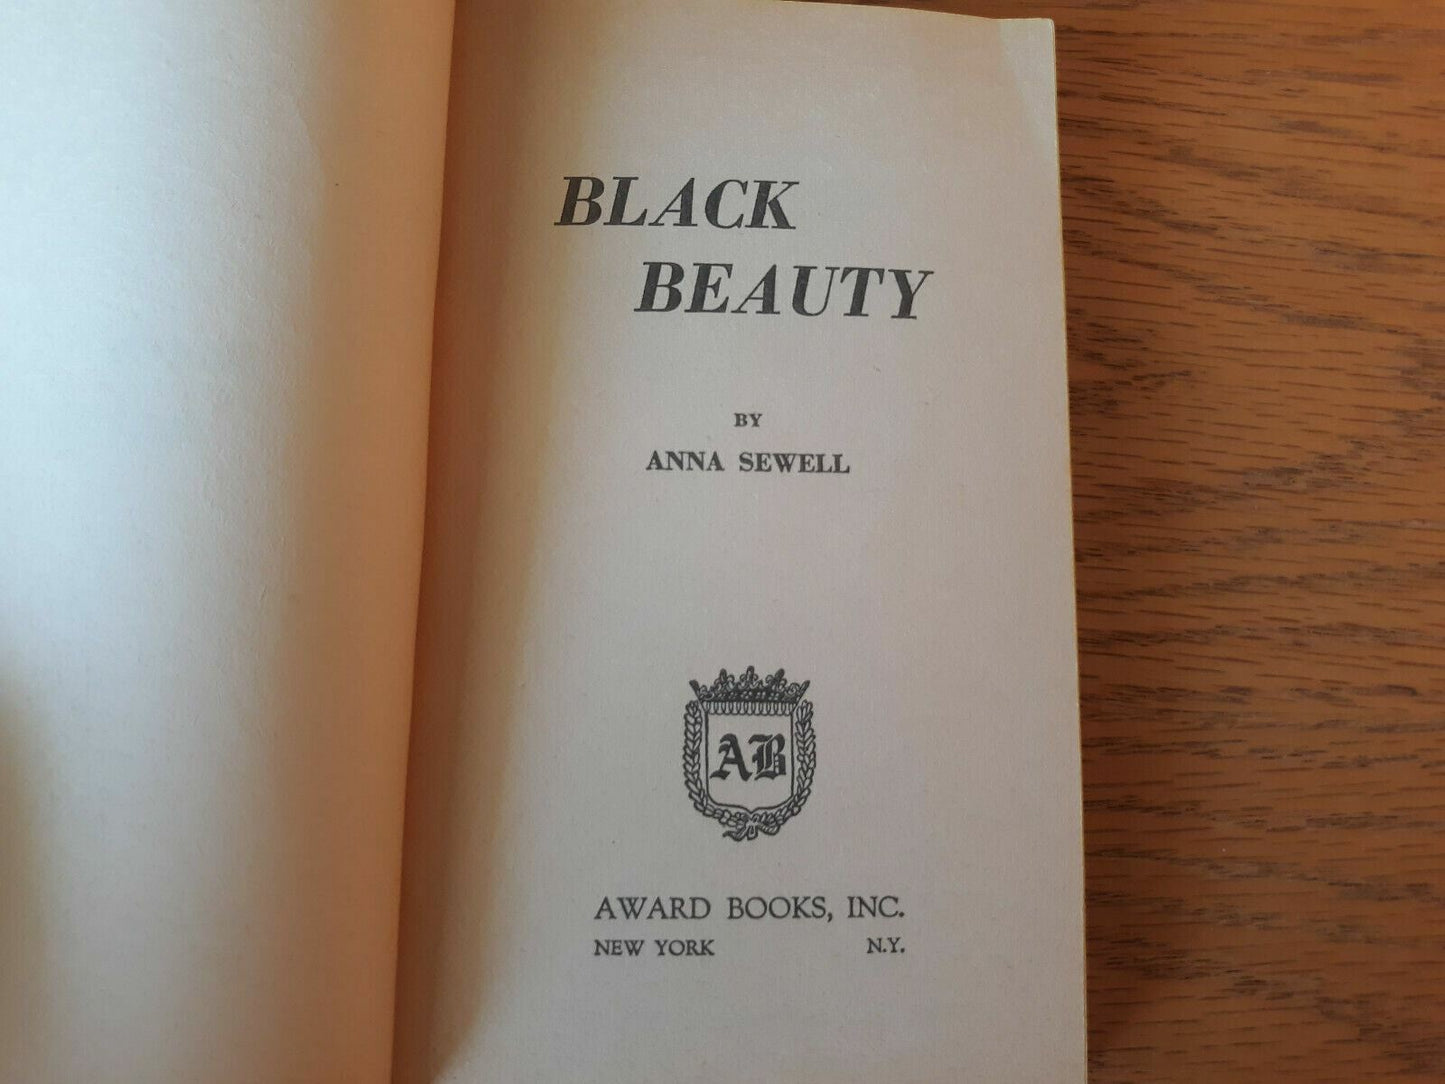 BLACK
BEAUTY
BY
ANNA SEWELL
AB
AWARD BOOKS, INC.
NEW YORK N.Y.